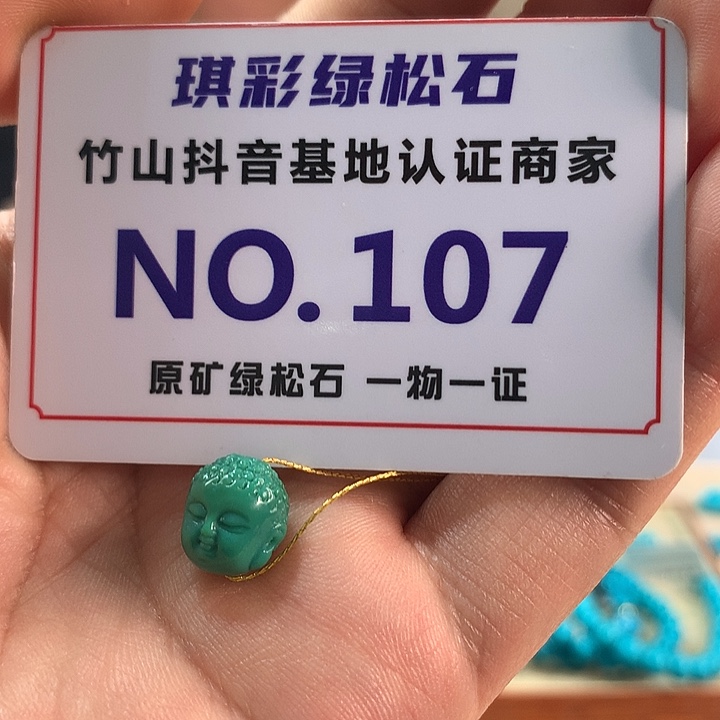 琪彩绿松石
竹山抖音基地认证商家
NO.107
原矿绿松石 一物一证